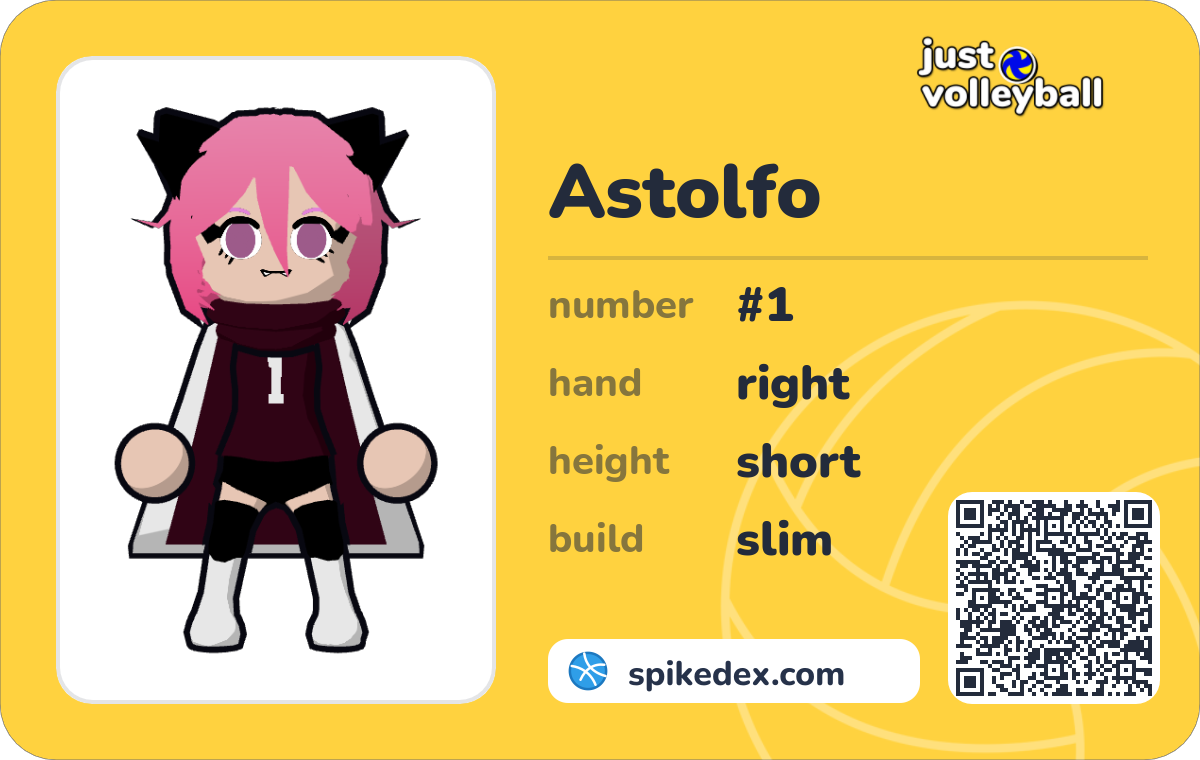 just
volleyball
Astolfo
number #1
hand right
height short
build slim
1
spikedex.com